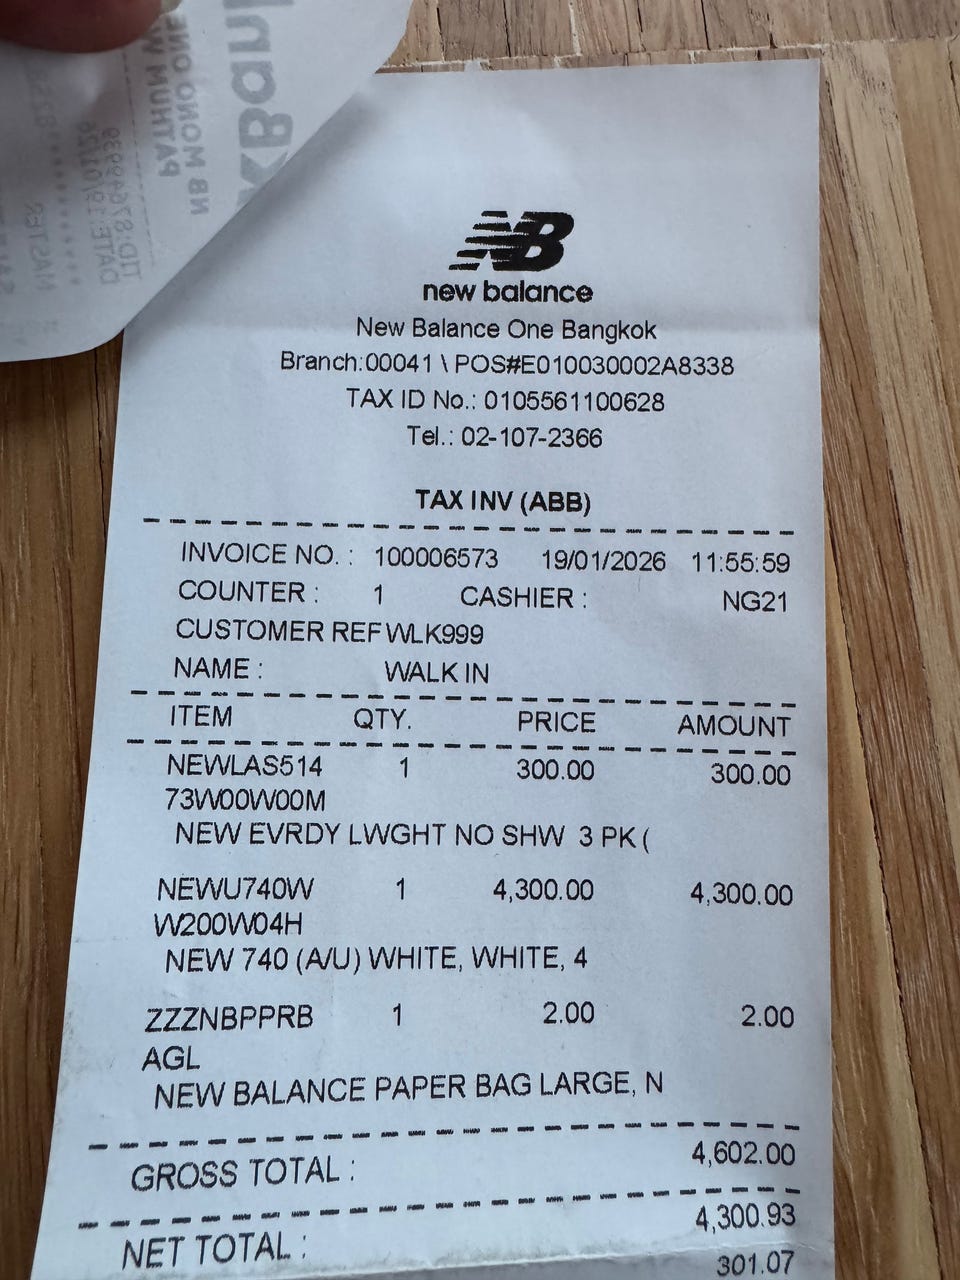 NB
new balance
New Balance One Bangkok
Branch:00041 \ POS#E010030002A8338
TAX ID No.: 0105561100628
Tel.: 02-107-2366
TAX INV (ABB)
INVOICE NO. : 100006573 19/01/2026 11:55:59
COUNTER : 1 CASHIER : NG21
CUSTOMER REF WLK999
NAME : WALK IN
ITEM QTY. PRICE AMOUNT
NEWLAS514 1 300.00 300.00
73W00W00M
NEW EVRDY LWGHT NO SHW 3 PK (
NEWU740W 1 4,300.00 4,300.00
W200W04H
NEW 740 (A/U) WHITE, WHITE, 4
ZZZNBPPRB 1 2.00 2.00
AGL
NEW BALANCE PAPER BAG LARGE, N
GROSS TOTAL : 4,602.00
NET TOTAL : 4,300.93
301.07